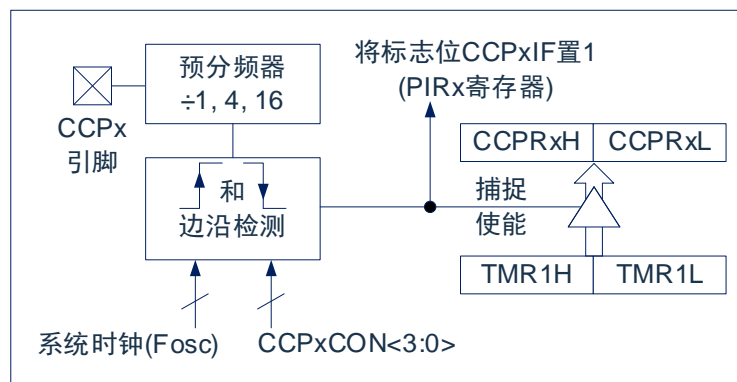 预分频器
÷1, 4, 16
CCPx
引脚
将标志位CCPxIF置1
(PIRx寄存器)
CCPRxH CCPRxL
和
边沿检测
捕捉
使能
TMR1H TMR1L
系统时钟(Fosc) CCPxCON<3:0>